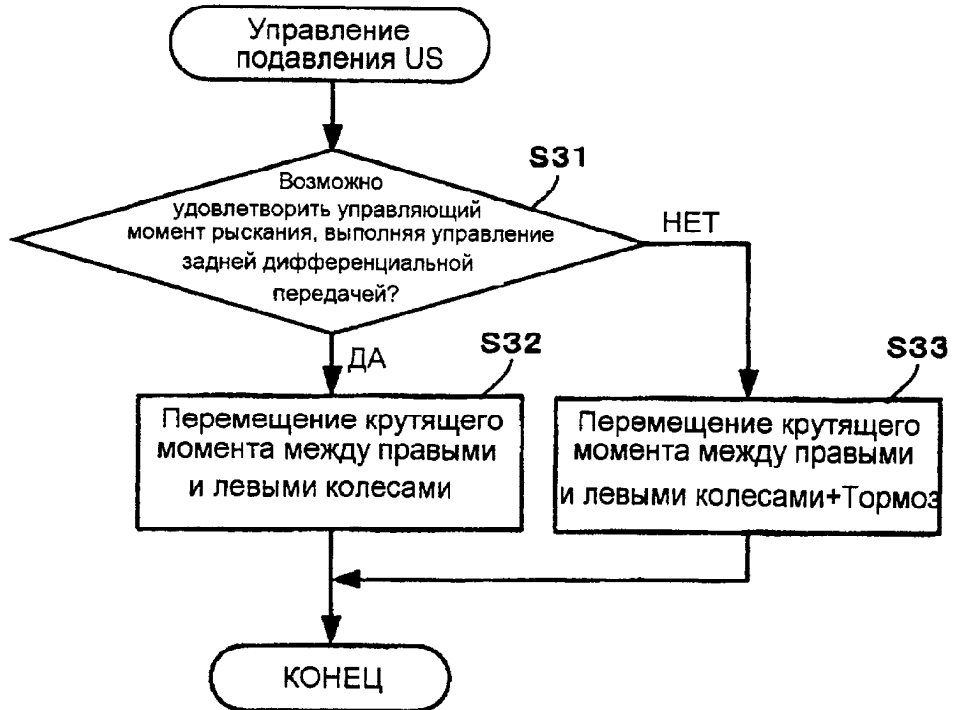 Управление
подавления US
S31
Возможно
удовлетворить управляющий
момент рыскания, выполняя управление
задней дифференциальной
передачей?
НЕТ
ДА
S32
S33
Перемещение крутящего
момента между правыми
и левыми колесами
Перемещение крутящего
момента между правыми
и левыми колесами+Тормоз
КОНЕЦ